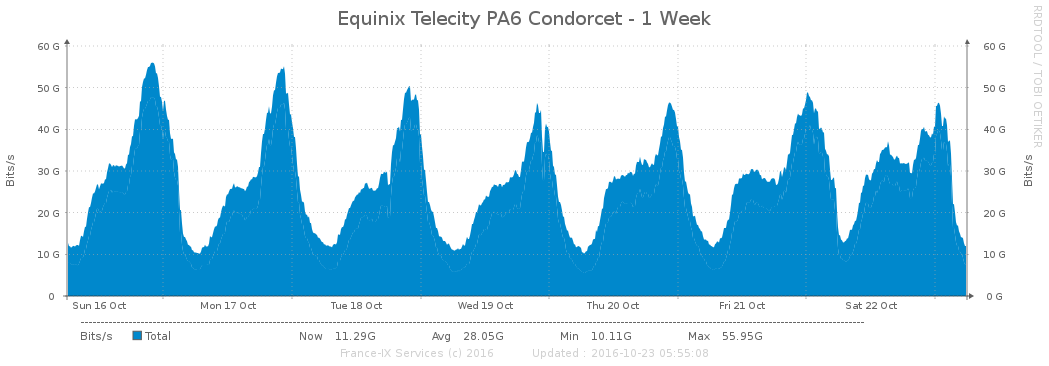 Equinix Telecity PA6 Condorcet - 1 Week
RRDTOOL / TOBI OETIKER
Bits/s
Bits/s
60 G 60 G
50 G 50 G
40 G 40 G
30 G 30 G
20 G 20 G
10 G 10 G
0 0 G
Sun 16 Oct Mon 17 Oct Tue 18 Oct Wed 19 Oct Thu 20 Oct Fri 21 Oct Sat 22 Oct
Bits/s Total Now 11.29G Avg 28.05G Min 10.11G Max 55.95G
France-IX Services (c) 2016 Updated : 2016-10-23 05:55:08